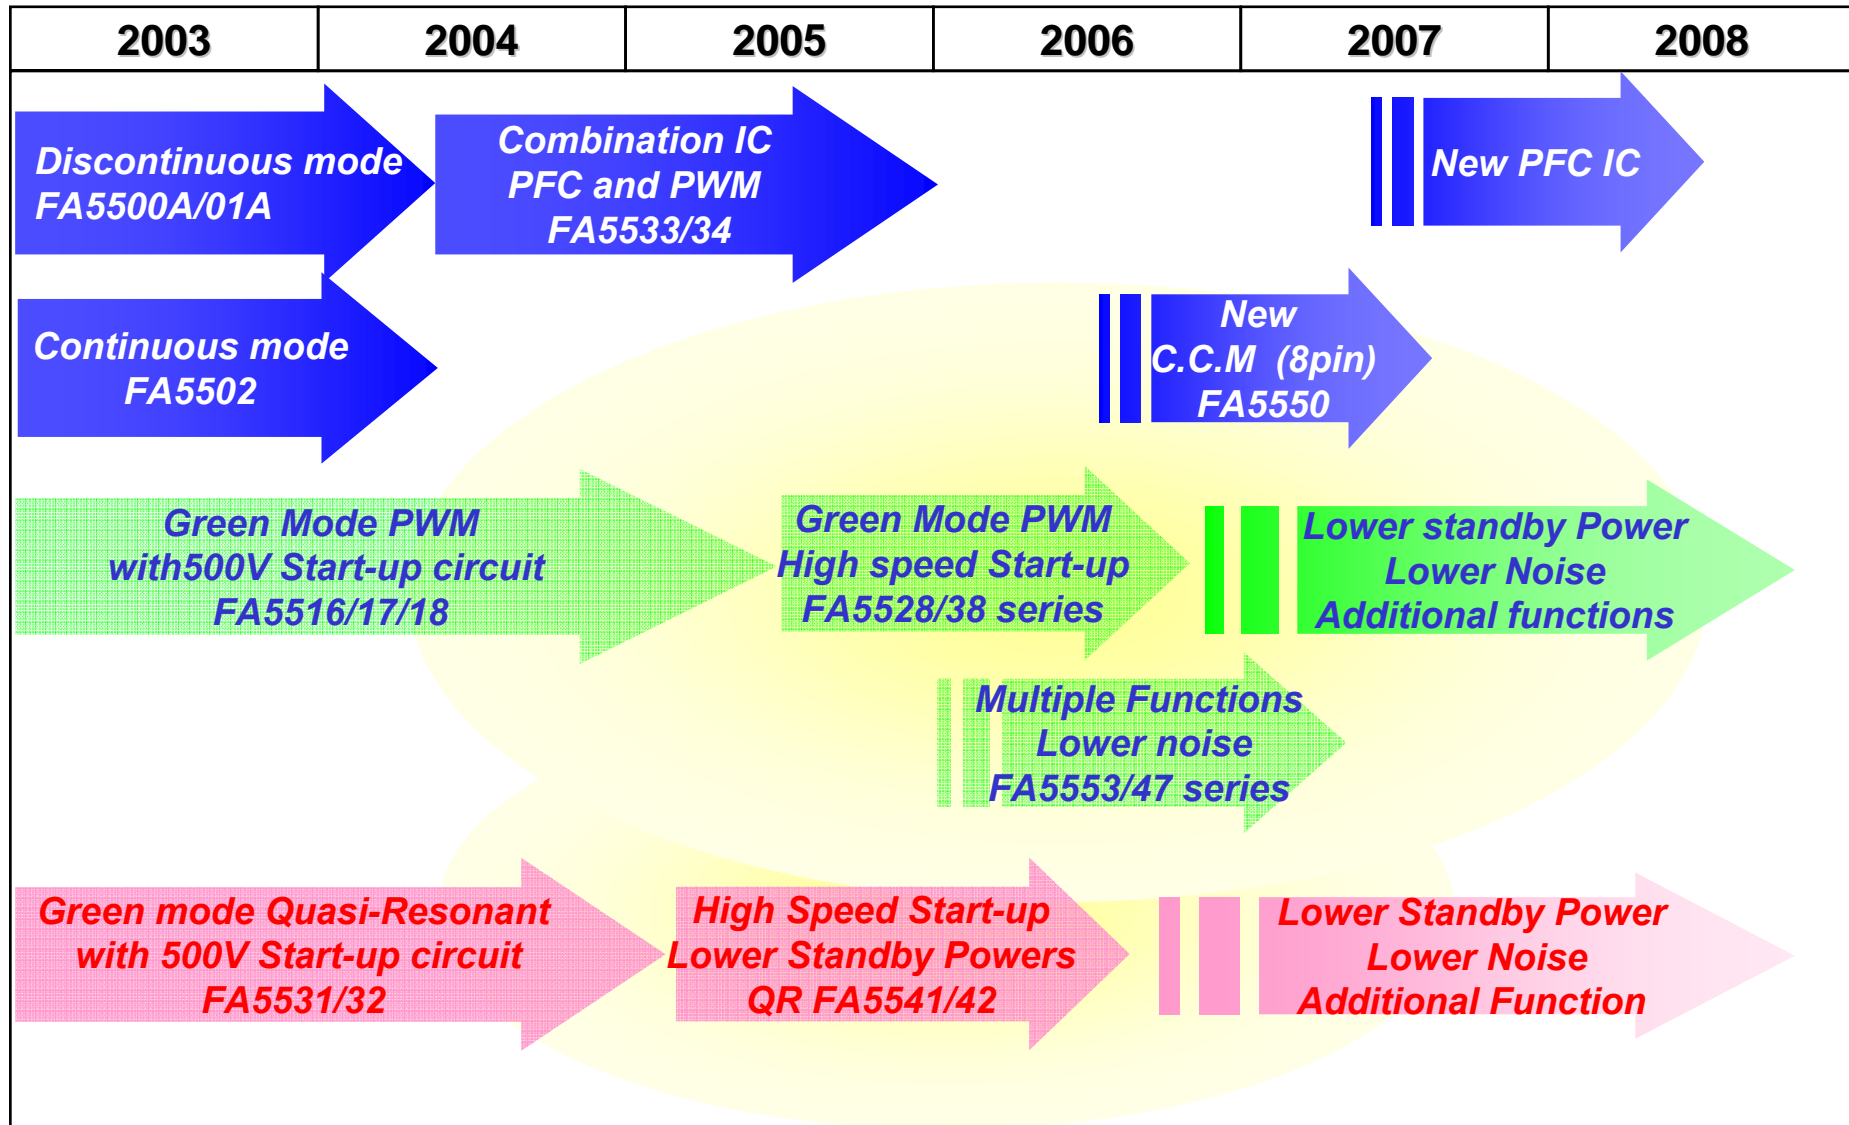 2003 2004 2005 2006 2007 2008
Discontinuous mode
FA5500A/01A
Combination IC
PFC and PWM
FA5533/34
New PFC IC
Continuous mode
FA5502
New
C.C.M (8pin)
FA5550
Green Mode PWM
with500V Start-up circuit
FA5516/17/18
Green Mode PWM
High speed Start-up
FA5528/38 series
Lower standby Power
Lower Noise
Additional functions
Multiple Functions
Lower noise
FA5553/47 series
Green mode Quasi-Resonant
with 500V Start-up circuit
FA5531/32
High Speed Start-up
Lower Standby Powers
QR FA5541/42
Lower Standby Power
Lower Noise
Additional Function